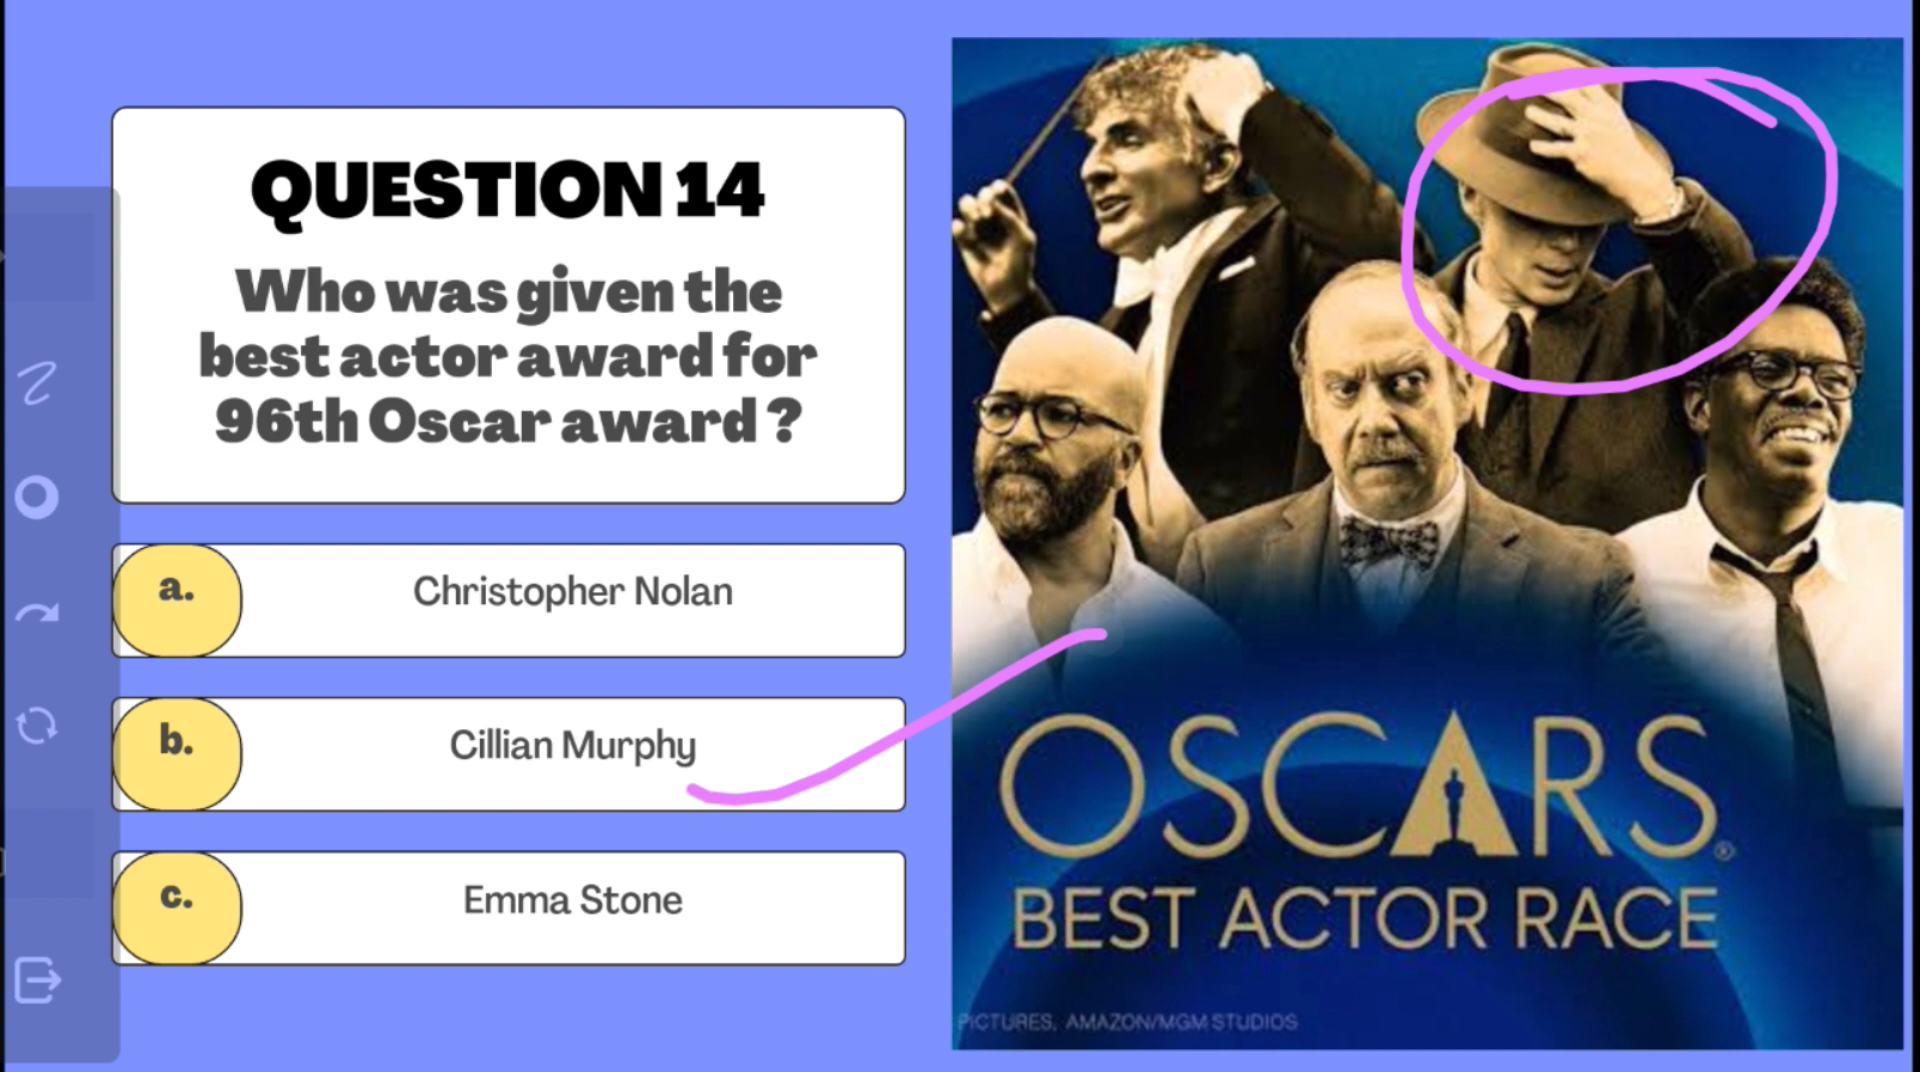 QUESTION 14
Who was given the
best actor award for
96th Oscar award ?
a.
Christopher Nolan
b.
Cillian Murphy
c.
Emma Stone
OSCARS®
BEST ACTOR RACE
PICTURES, AMAZON/MGM STUDIOS